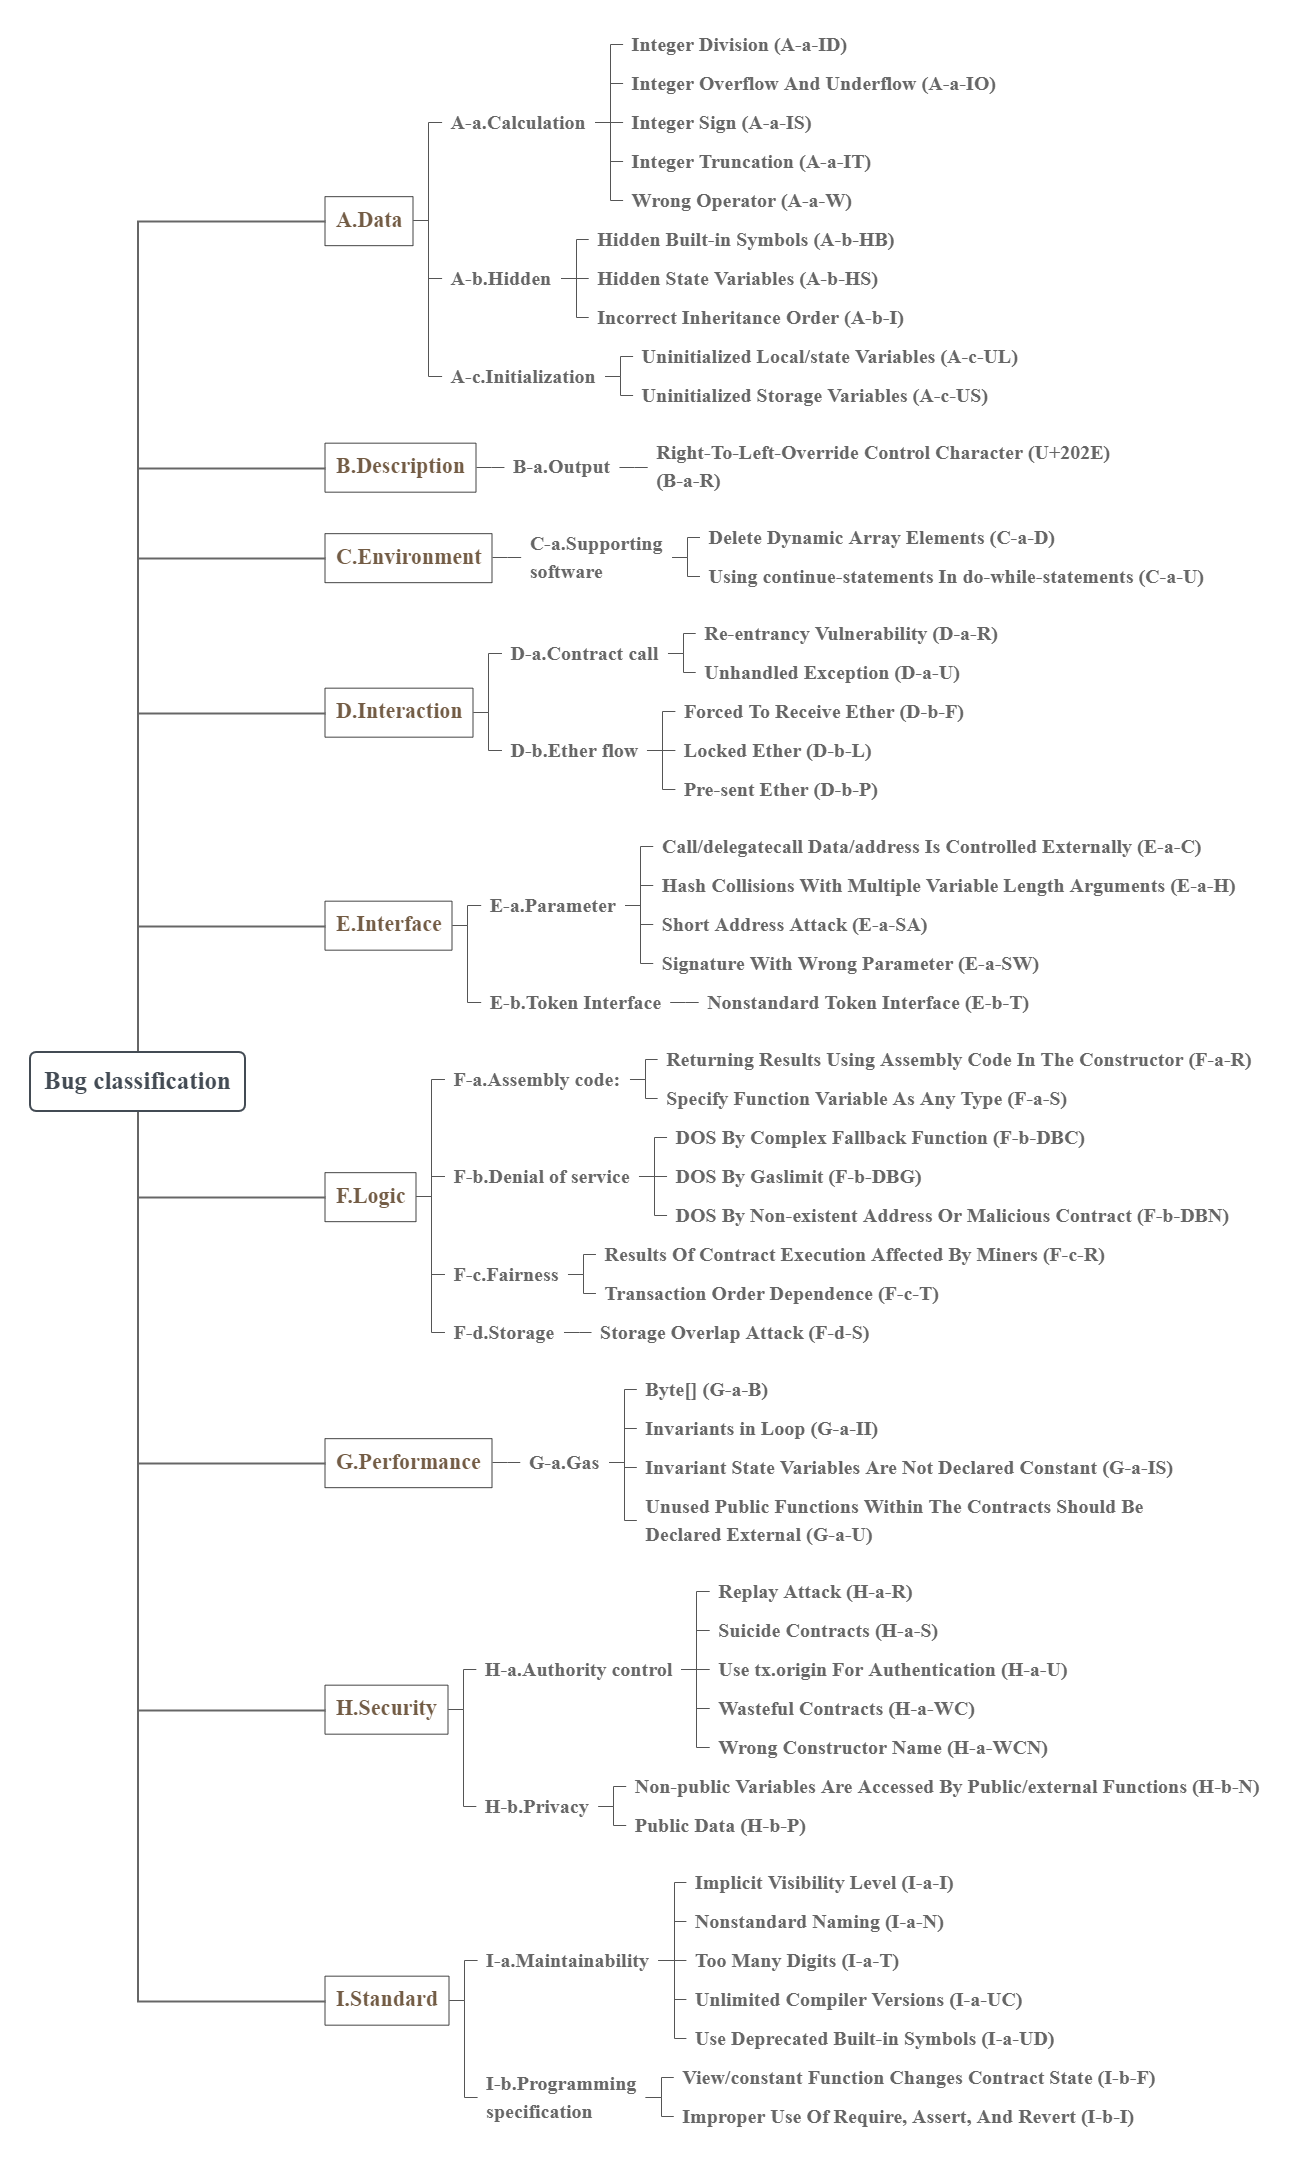 Bug classification
A.Data
A-a.Calculation
Integer Division (A-a-ID)
Integer Overflow And Underflow (A-a-IO)
Integer Sign (A-a-IS)
Integer Truncation (A-a-IT)
Wrong Operator (A-a-W)
A-b.Hidden
Hidden Built-in Symbols (A-b-HB)
Hidden State Variables (A-b-HS)
Incorrect Inheritance Order (A-b-I)
A-c.Initialization
Uninitialized Local/state Variables (A-c-UL)
Uninitialized Storage Variables (A-c-US)
B.Description
B-a.Output
Right-To-Left-Override Control Character (U+202E)
(B-a-R)
C.Environment
C-a.Supporting
software
Delete Dynamic Array Elements (C-a-D)
Using continue-statements In do-while-statements (C-a-U)
D.Interaction
D-a.Contract call
Re-entrancy Vulnerability (D-a-R)
Unhandled Exception (D-a-U)
D-b.Ether flow
Forced To Receive Ether (D-b-F)
Locked Ether (D-b-L)
Pre-sent Ether (D-b-P)
E.Interface
E-a.Parameter
Call/delegatecall Data/address Is Controlled Externally (E-a-C)
Hash Collisions With Multiple Variable Length Arguments (E-a-H)
Short Address Attack (E-a-SA)
Signature With Wrong Parameter (E-a-SW)
E-b.Token Interface
Nonstandard Token Interface (E-b-T)
F.Logic
F-a.Assembly code:
Returning Results Using Assembly Code In The Constructor (F-a-R)
Specify Function Variable As Any Type (F-a-S)
F-b.Denial of service
DOS By Complex Fallback Function (F-b-DBC)
DOS By Gaslimit (F-b-DBG)
DOS By Non-existent Address Or Malicious Contract (F-b-DBN)
F-c.Fairness
Results Of Contract Execution Affected By Miners (F-c-R)
Transaction Order Dependence (F-c-T)
F-d.Storage
Storage Overlap Attack (F-d-S)
G.Performance
G-a.Gas
Byte[] (G-a-B)
Invariants in Loop (G-a-II)
Invariant State Variables Are Not Declared Constant (G-a-IS)
Unused Public Functions Within The Contracts Should Be
Declared External (G-a-U)
H.Security
H-a.Authority control
Replay Attack (H-a-R)
Suicide Contracts (H-a-S)
Use tx.origin For Authentication (H-a-U)
Wasteful Contracts (H-a-WC)
Wrong Constructor Name (H-a-WCN)
H-b.Privacy
Non-public Variables Are Accessed By Public/external Functions (H-b-N)
Public Data (H-b-P)
I.Standard
I-a.Maintainability
Implicit Visibility Level (I-a-I)
Nonstandard Naming (I-a-N)
Too Many Digits (I-a-T)
Unlimited Compiler Versions (I-a-UC)
Use Deprecated Built-in Symbols (I-a-UD)
I-b.Programming
specification
View/constant Function Changes Contract State (I-b-F)
Improper Use Of Require, Assert, And Revert (I-b-I)